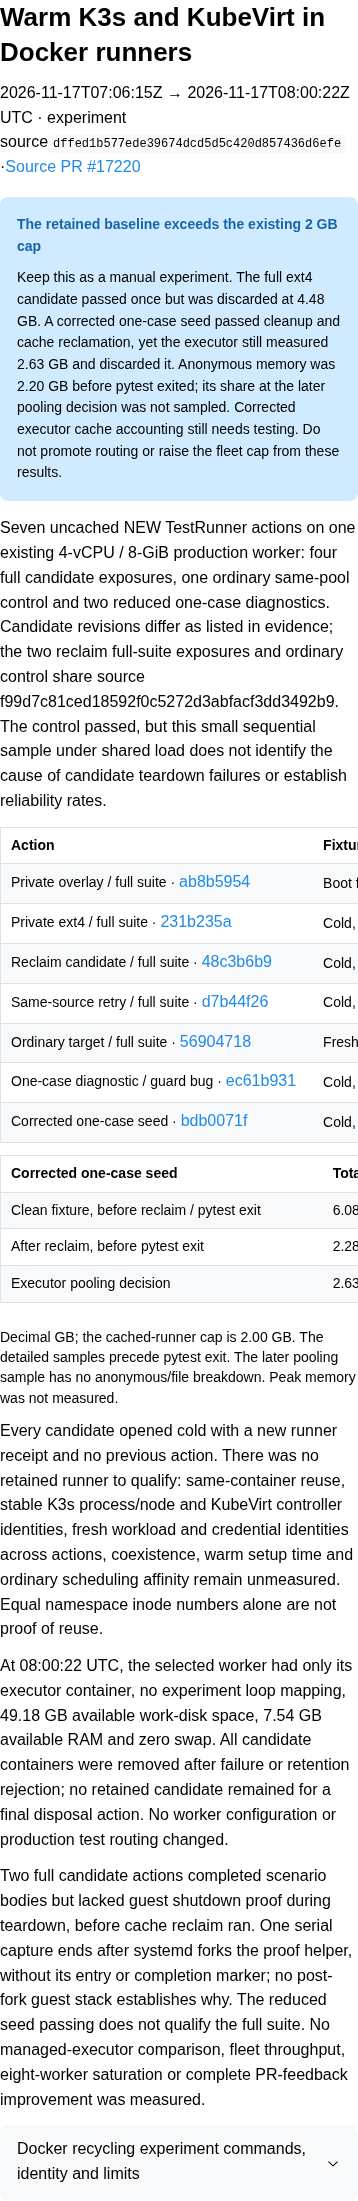 Warm K3s and KubeVirt in
Docker runners
2026-11-17T07:06:15Z → 2026-11-17T08:00:22Z
UTC · experiment
source dffed1b577ede39674dcd5d5c420d857436d6efe
·Source PR #17220
The retained baseline exceeds the existing 2 GB
cap
Keep this as a manual experiment. The full ext4
candidate passed once but was discarded at 4.48
GB. A corrected one-case seed passed cleanup and
cache reclamation, yet the executor still measured
2.63 GB and discarded it. Anonymous memory was
2.20 GB before pytest exited; its share at the later
pooling decision was not sampled. Corrected
executor cache accounting still needs testing. Do
not promote routing or raise the fleet cap from these
results.
Seven uncached NEW TestRunner actions on one
existing 4-vCPU / 8-GiB production worker: four
full candidate exposures, one ordinary same-pool
control and two reduced one-case diagnostics.
Candidate revisions differ as listed in evidence;
the two reclaim full-suite exposures and ordinary
control share source
f99d7c81ced18592f0c5272d3abfacf3dd3492b9.
The control passed, but this small sequential
sample under shared load does not identify the
cause of candidate teardown failures or establish
reliability rates.
Action Fixtu
Private overlay / full suite · ab8b5954 Boot f
Private ext4 / full suite · 231b235a Cold,
Reclaim candidate / full suite · 48c3b6b9 Cold,
Same-source retry / full suite · d7b44f26 Cold,
Ordinary target / full suite · 56904718 Fresh
One-case diagnostic / guard bug · ec61b931 Cold,
Corrected one-case seed · bdb0071f Cold,
Corrected one-case seed Tota
Clean fixture, before reclaim / pytest exit 6.08
After reclaim, before pytest exit 2.28
Executor pooling decision 2.63
Decimal GB; the cached-runner cap is 2.00 GB. The
detailed samples precede pytest exit. The later pooling
sample has no anonymous/file breakdown. Peak memory
was not measured.
Every candidate opened cold with a new runner
receipt and no previous action. There was no
retained runner to qualify: same-container reuse,
stable K3s process/node and KubeVirt controller
identities, fresh workload and credential identities
across actions, coexistence, warm setup time and
ordinary scheduling affinity remain unmeasured.
Equal namespace inode numbers alone are not
proof of reuse.
At 08:00:22 UTC, the selected worker had only its
executor container, no experiment loop mapping,
49.18 GB available work-disk space, 7.54 GB
available RAM and zero swap. All candidate
containers were removed after failure or retention
rejection; no retained candidate remained for a
final disposal action. No worker configuration or
production test routing changed.
Two full candidate actions completed scenario
bodies but lacked guest shutdown proof during
teardown, before cache reclaim ran. One serial
capture ends after systemd forks the proof helper,
without its entry or completion marker; no post-
fork guest stack establishes why. The reduced
seed passing does not qualify the full suite. No
managed-executor comparison, fleet throughput,
eight-worker saturation or complete PR-feedback
improvement was measured.
Docker recycling experiment commands,
identity and limits